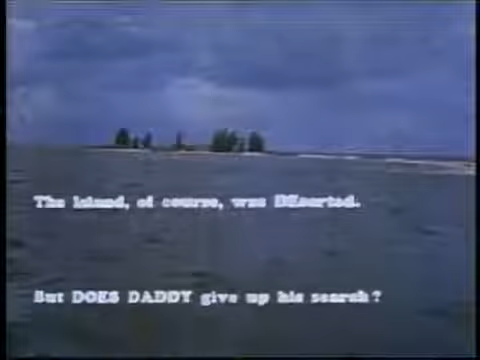 The island, of course, was DEserted.
But DOES DADDY give up his search?